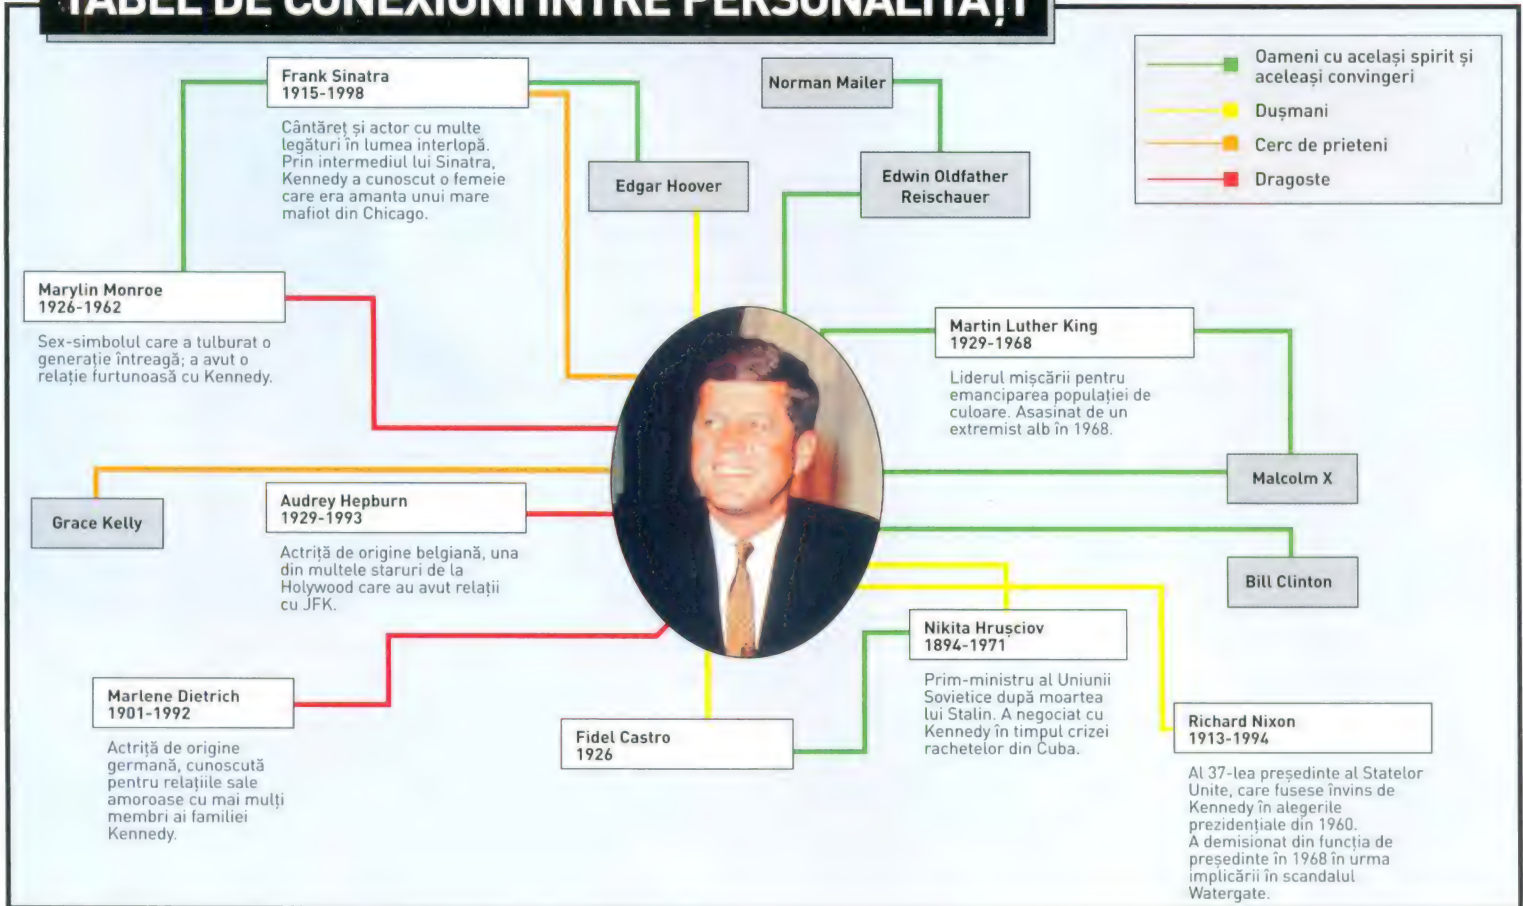 TABEL DE CONEXIUNI ÎNTRE PERSONALITĂȚI
Frank Sinatra
1915-1998
Cântăreț și actor cu multe
legături în lumea interlopă.
Prin intermediul lui Sinatra,
Kennedy a cunoscut o femeie
care era amanta unui mare
mafiot din Chicago.
Edgar Hoover
Norman Mailer
Edwin Oldfather
Reischauer
Oameni cu același spirit și
aceleași convingeri
Dușmani
Cerc de prieteni
Dragoste
Marylin Monroe
1926-1962
Sex-simbolul care a tulburat o
generație întreagă; a avut o
relație furtunoasă cu Kennedy.
Martin Luther King
1929-1968
Liderul mișcării pentru
emanciparea populației de
culoare. Asasinat de un
extremist alb în 1968.
Malcolm X
Grace Kelly
Audrey Hepburn
1929-1993
Actriță de origine belgiană, una
din multele staruri de la
Holywood care au avut relații
cu JFK.
Bill Clinton
Nikita Hrușciov
1894-1971
Prim-ministru al Uniunii
Sovietice după moartea
lui Stalin. A negociat cu
Kennedy în timpul crizei
rachetelor din Cuba.
Marlene Dietrich
1901-1992
Actriță de origine
germană, cunoscută
pentru relațiile sale
amoroase cu mai mulți
membri ai familiei
Kennedy.
Fidel Castro
1926
Richard Nixon
1913-1994
Al 37-lea președinte al Statelor
Unite, care fusese învins de
Kennedy în alegerile
prezidențiale din 1960.
A demisionat din funcția de
președinte în 1968 în urma
implicării în scandalul
Watergate.